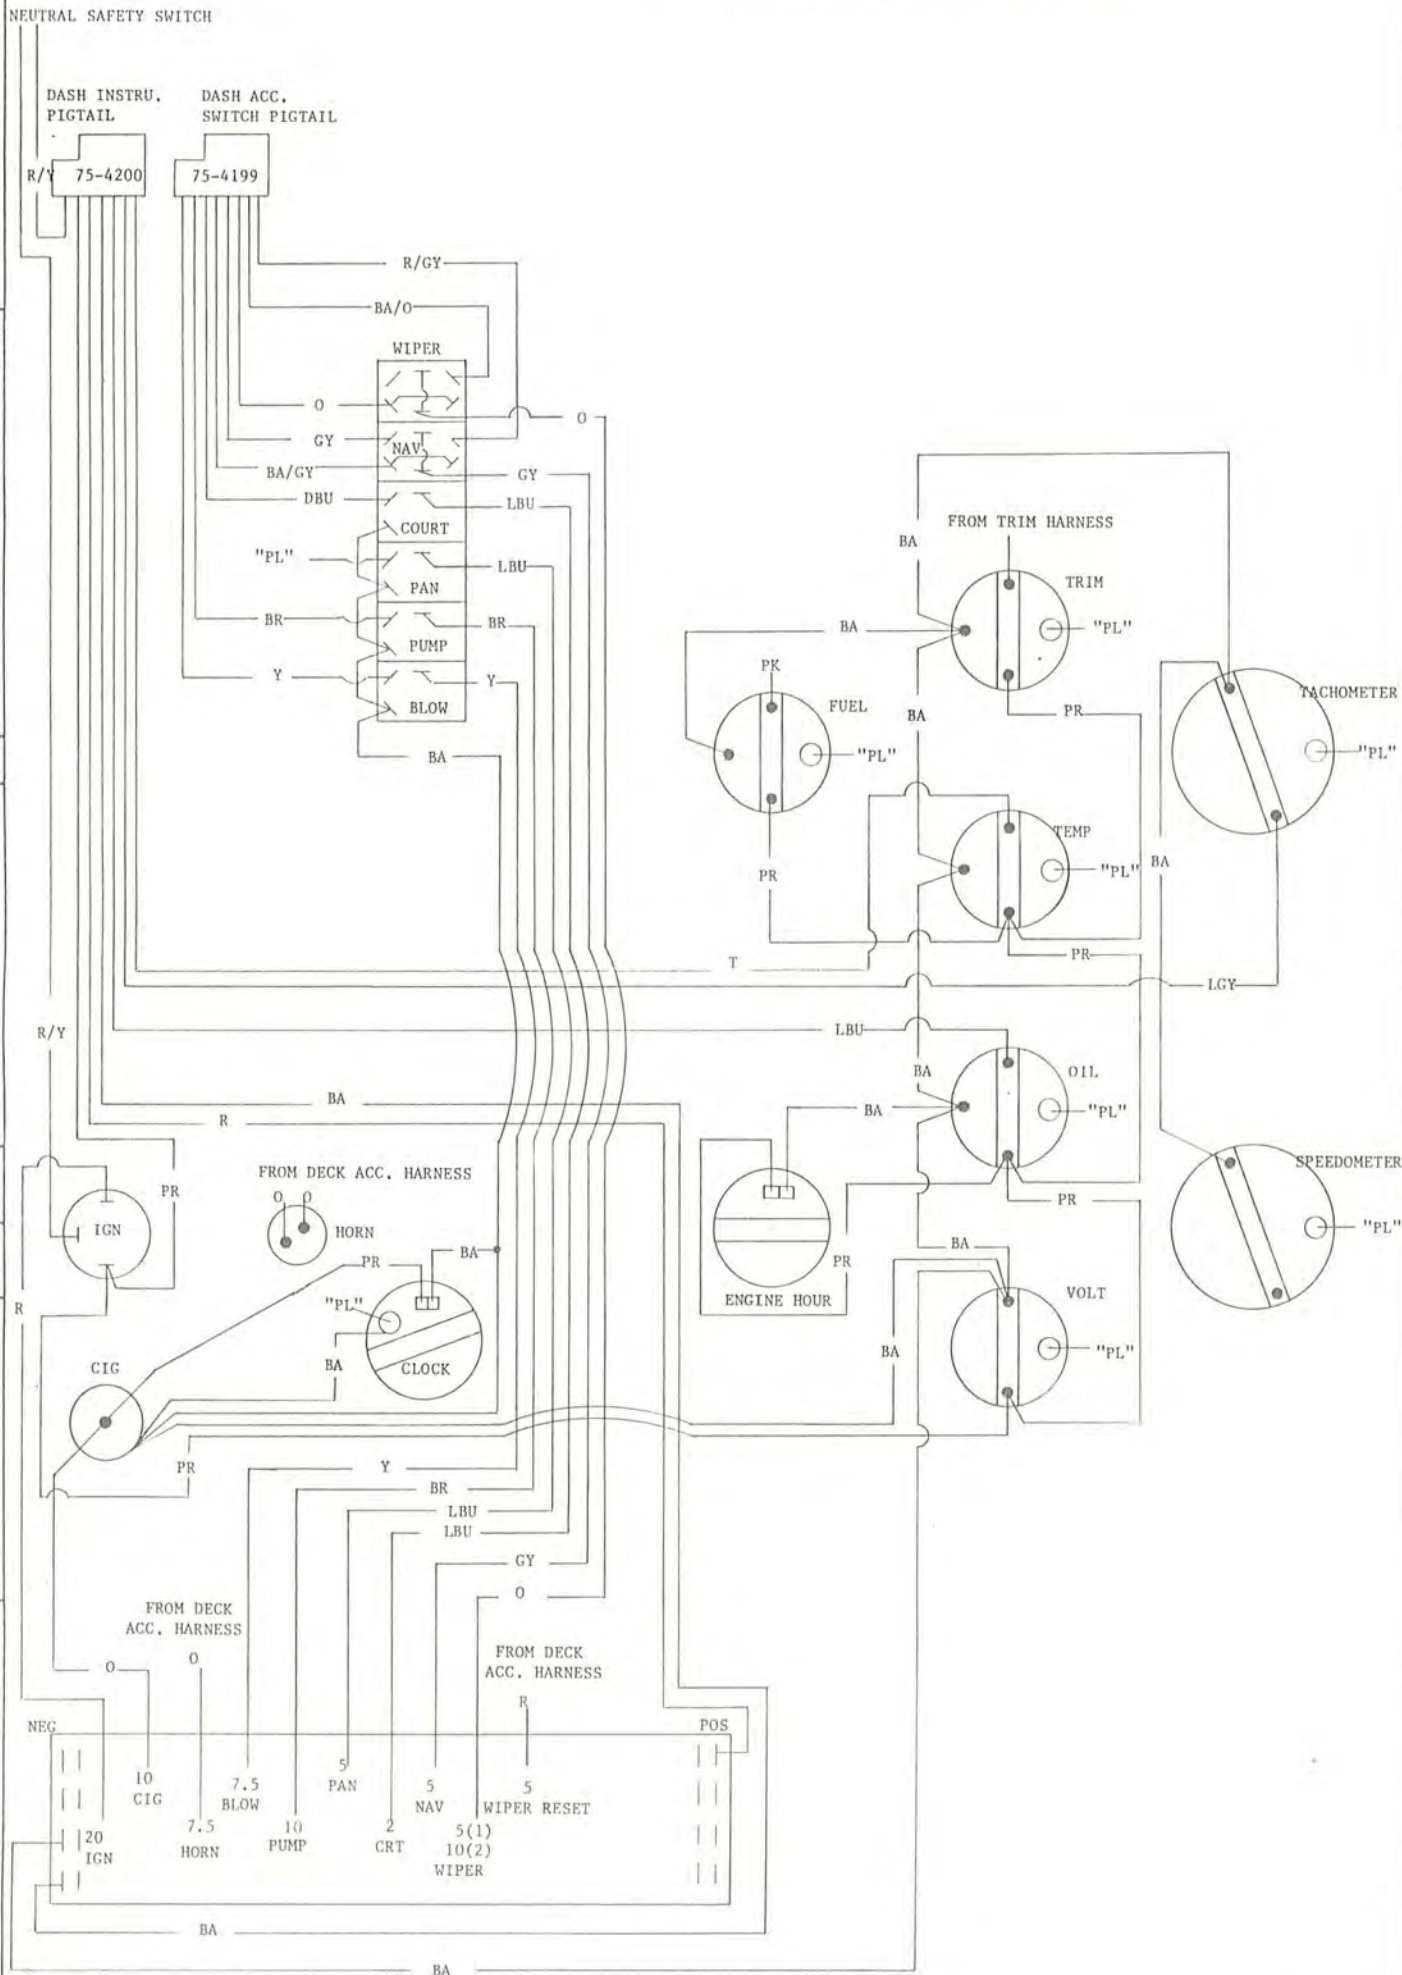 NEUTRAL SAFETY SWITCH
DASH INSTRU.
PIGTAIL
DASH ACC.
SWITCH PIGTAIL
R/Y
75-4200
75-4199
R/GY
BA/O
WIPER
O
O
GY
NAV
BA/GY
GY
DBU
LBU
COURT
"PL"
LBU
PAN
BR
BR
PUMP
Y
Y
BLOW
BA
FROM TRIM HARNESS
BA
TRIM
"PL"
BA
PK
FUEL
"PL"
BA
PR
TACHOMETER
"PL"
TEMP
"PL"
BA
PR
PR
T
LGY
R/Y
LBU
OIL
BA
"PL"
BA
BA
R
PR
FROM DECK ACC. HARNESS
O
O
HORN
IGN
SPEEDOMETER
"PL"
PR
BA
PR
BA
PR
ENGINE HOUR
R
"PL"
VOLT
"PL"
BA
CIG
BA
CLOCK
PR
Y
BR
LBU
LBU
GY
O
FROM DECK
ACC. HARNESS
O
O
FROM DECK
ACC. HARNESS
R
NEG
POS
10
CIG
7.5
BLOW
5
PAN
5
NAV
5
WIPER RESET
20
IGN
7.5
HORN
10
PUMP
2
CRT
5(1)
10(2)
WIPER
BA
BA